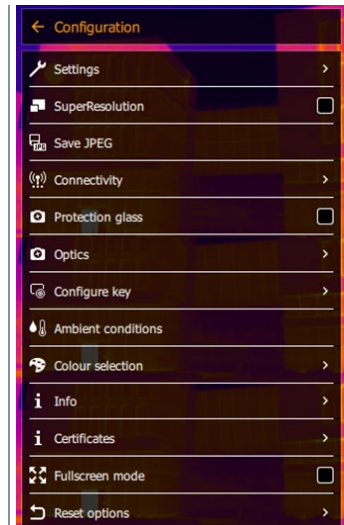 Configuration
Settings
SuperResolution
Save JPEG
Connectivity
Protection glass
Optics
Configure key
Ambient conditions
Colour selection
Info
Certificates
Fullscreen mode
Reset options